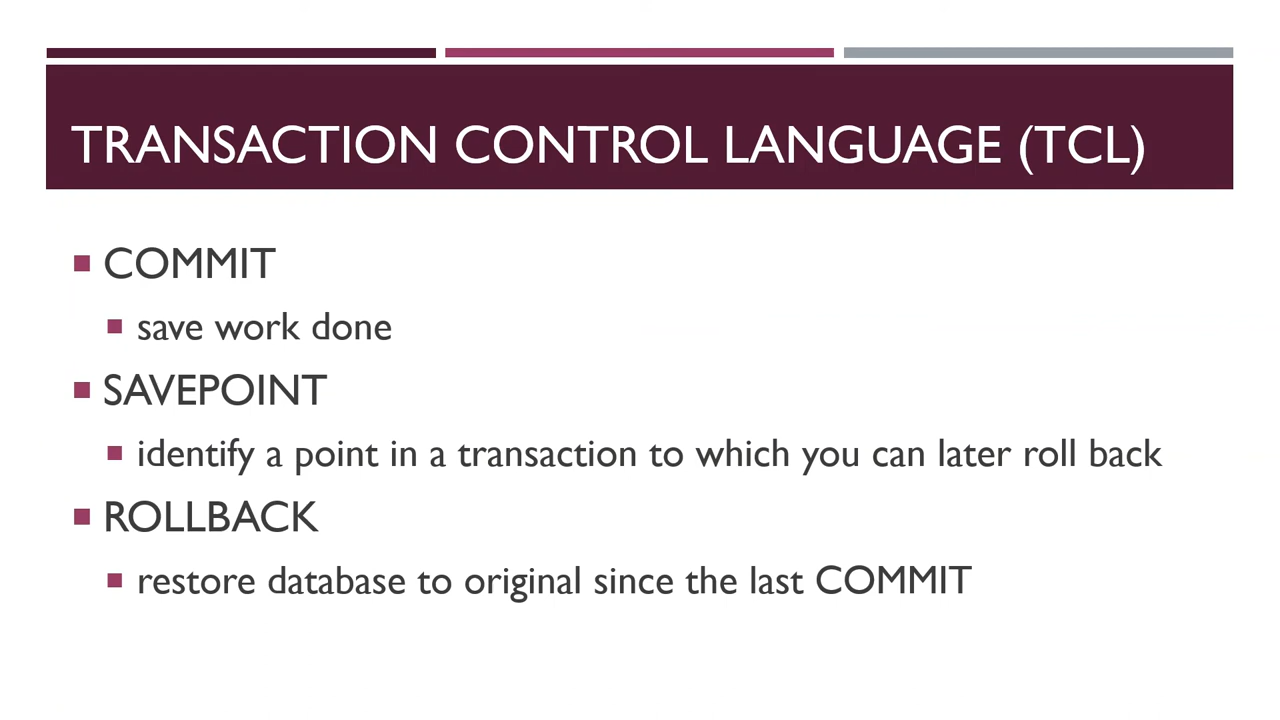 TRANSACTION CONTROL LANGUAGE (TCL)
COMMIT
save work done
SAVEPOINT
identify a point in a transaction to which you can later roll back
ROLLBACK
restore database to original since the last COMMIT